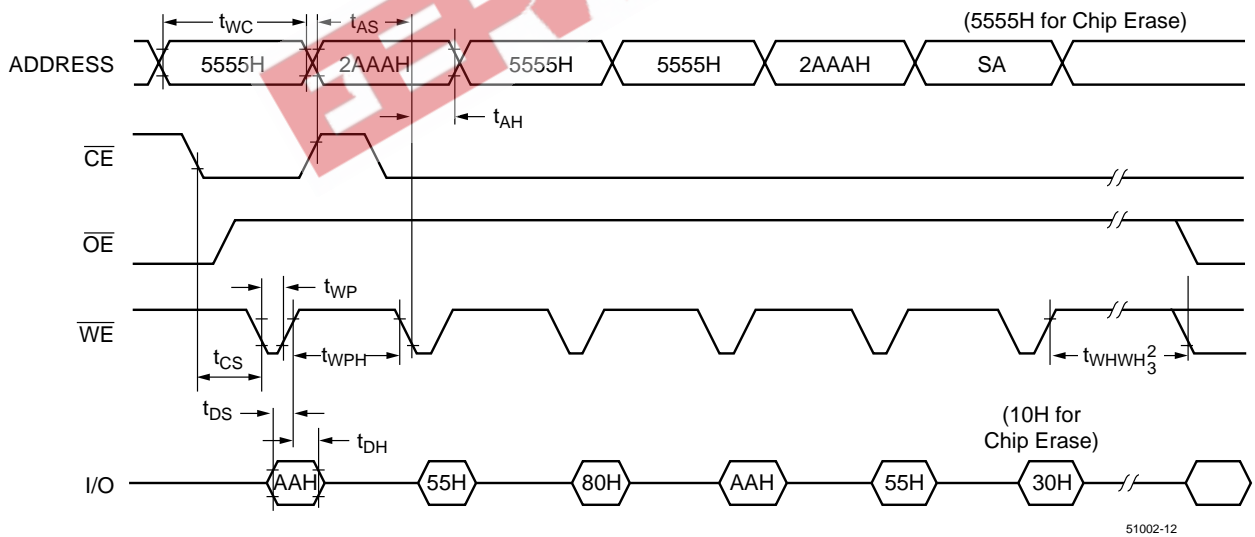 tWC
tAS
(5555H for Chip Erase)
ADDRESS
5555H
2AAAH
5555H
5555H
2AAAH
SA
tAH
CE
OE
tWP
WE
tCS
tWPH
tWHWH2
3
tDS
tDH
(10H for
Chip Erase)
I/O
AAH
55H
80H
AAH
55H
30H
51002-12